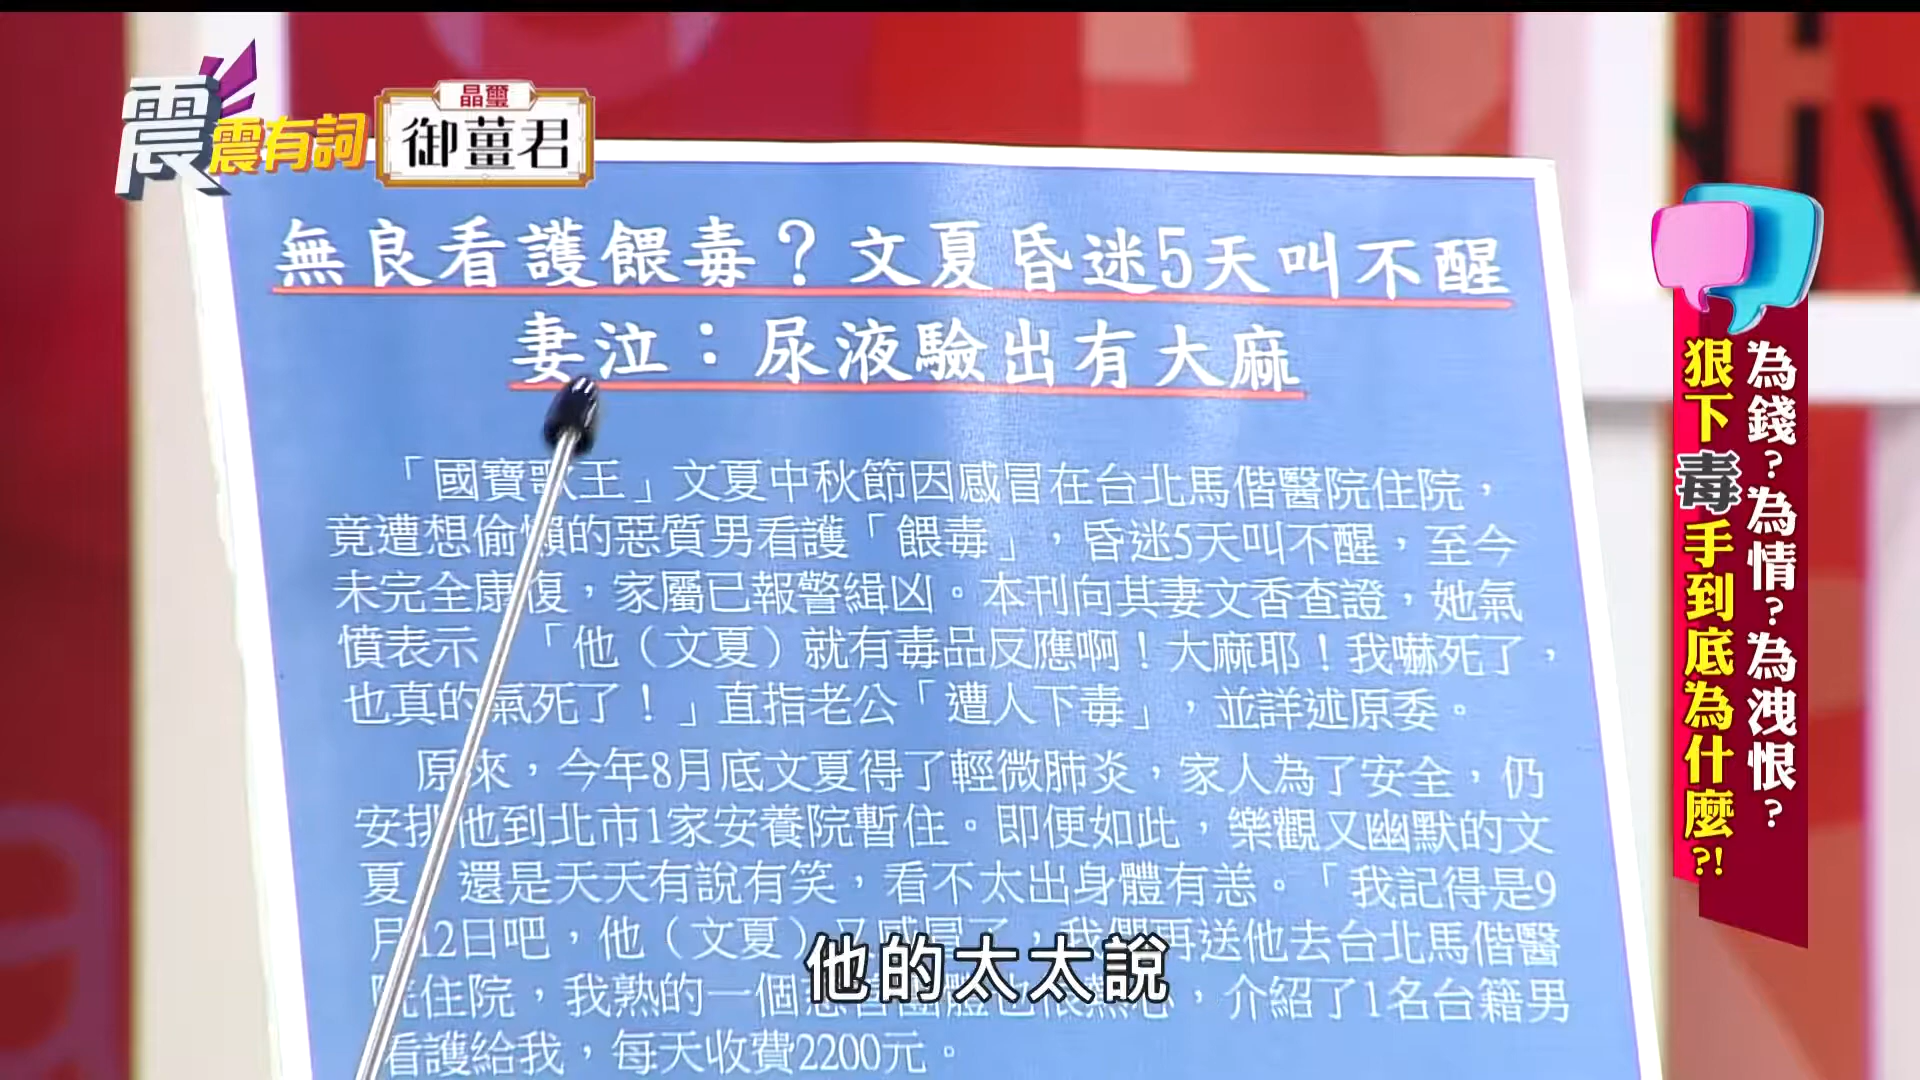 震震有詞
晶璽
御薑君
無良看護餵毒？文夏昏迷5天叫不醒
妻泣：尿液驗出有大麻
「國寶歌王」文夏中秋節因感冒在台北馬偕醫院住院，
竟遭想偷懶的惡質男看護「餵毒」，昏迷5天叫不醒，至今
未完全康復，家屬已報警緝凶。本刊向其妻文香查證，她氣
憤表示「他（文夏）就有毒品反應啊！大麻耶！我嚇死了，
也真的氣死了！」直指老公「遭人下毒」，並詳述原委。
原來，今年8月底文夏得了輕微肺炎，家人為了安全，仍
安排他到北市1家安養院暫住。即便如此，樂觀又幽默的文
夏 還是天天有說有笑，看不太出身體有恙。「我記得是9
月12日吧，他（文夏）又感冒了，我們再送他去台北馬偕醫
院住院，我熟的一個慈善團體也很熱心，介紹了1名台籍男
看護給我，每天收費2200元。
他的太太說
為錢？為情？為洩恨？
狠下毒手到底為什麼？！